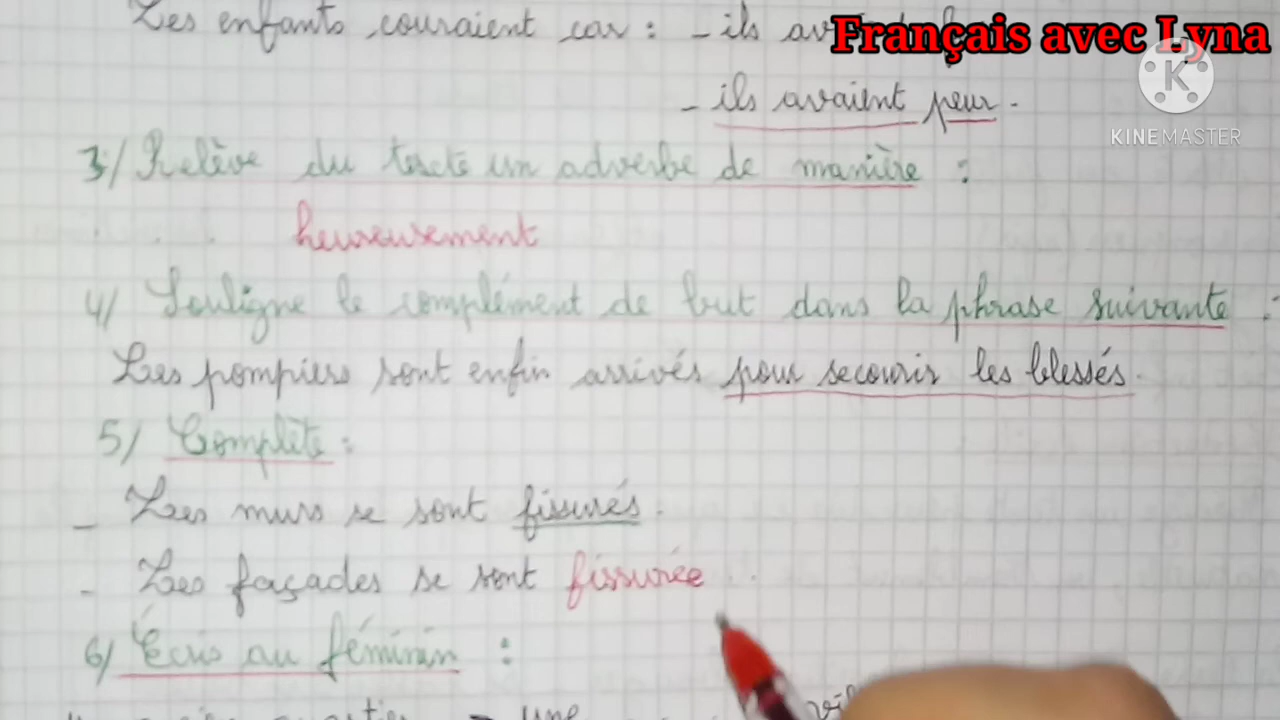 Les enfants couraient car : - ils
Français avec Lyna
- ils avaient peur.
KINEMASTER
3/ Relève du texte un adverbe de manière :
heureusement
4/ Souligne le complément de but dans la phrase suivante :
Les pompiers sont enfin arrivés pour secourir les blessés.
5/ Complète :
- Les murs se sont fissurés.
- Les façades se sont fissurée
6/ Écris au féminin :
une